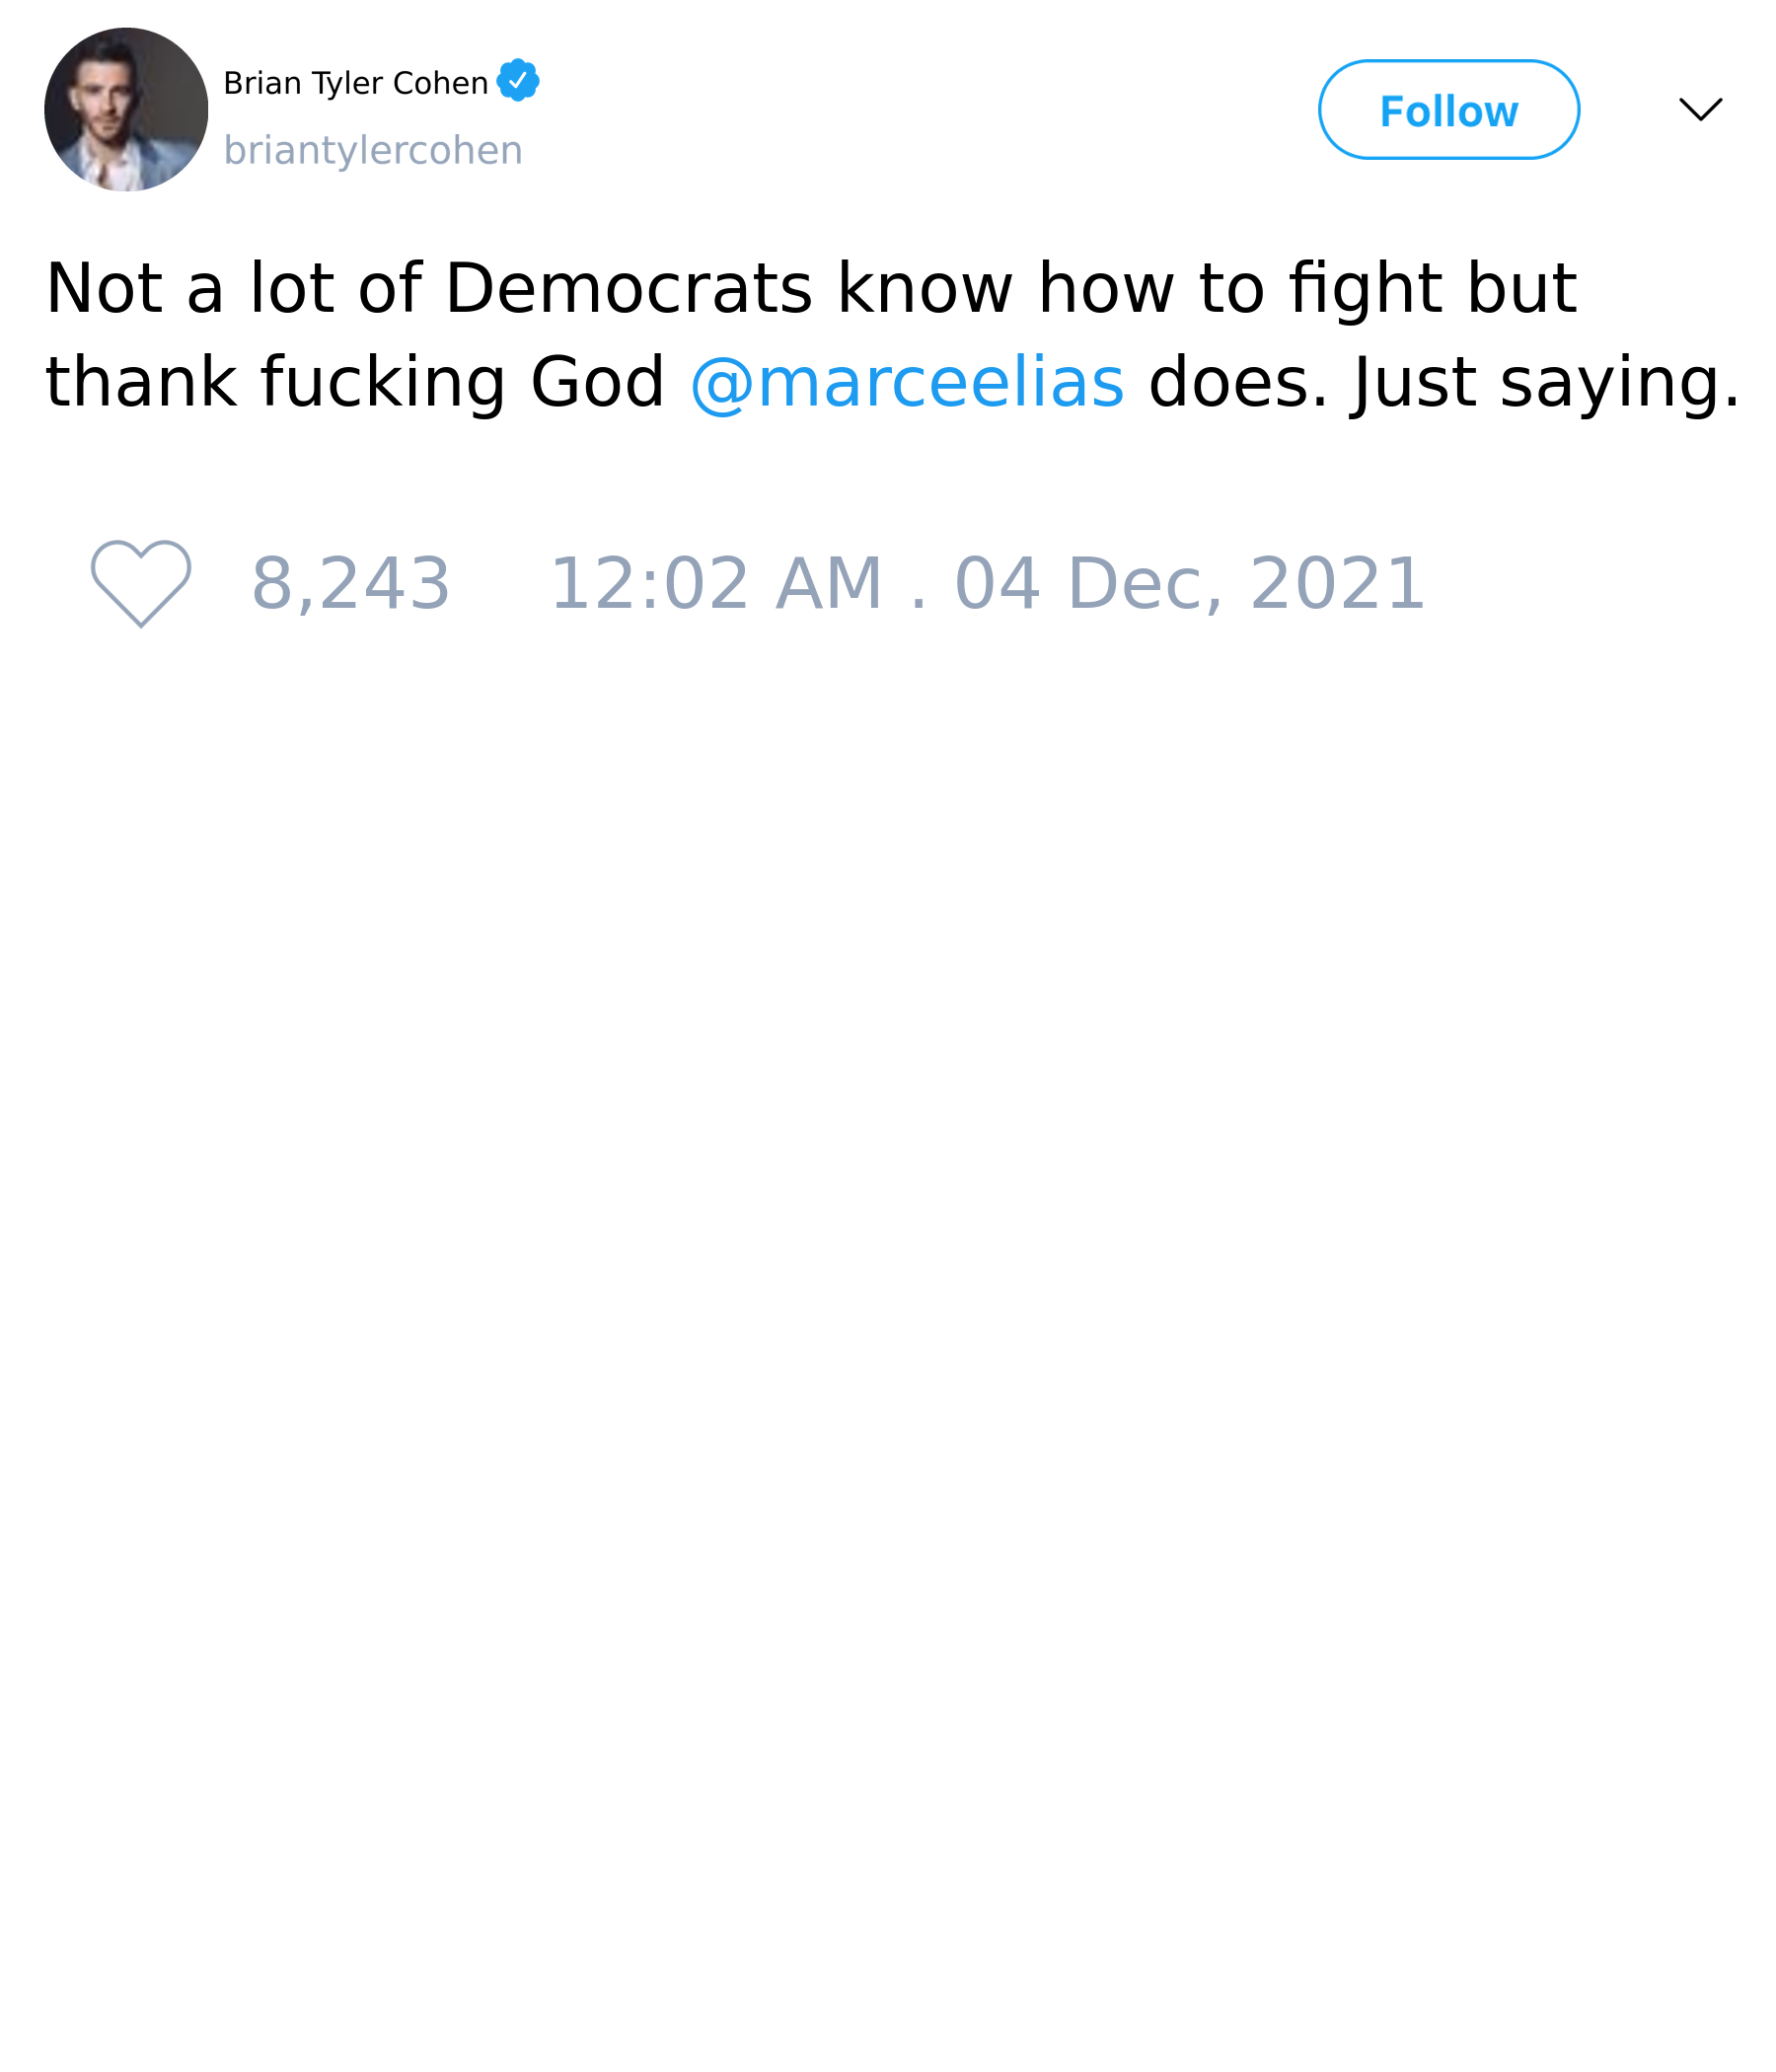 Brian Tyler Cohen
briantylercohen
Follow
Not a lot of Democrats know how to fight but
thank fucking God @marceelias does. Just saying.
8,243 12:02 AM . 04 Dec, 2021